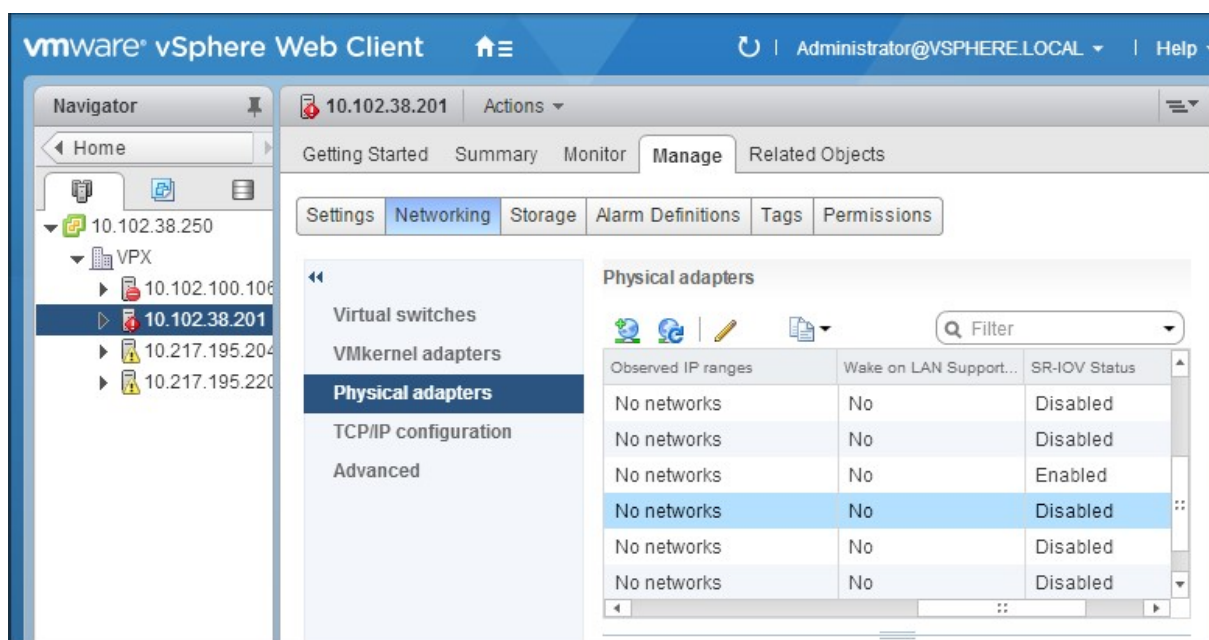 vmware® vSphere Web Client
Administrator@VSPHERE.LOCAL
Help
Navigator
10.102.38.201
Actions
Home
Getting Started Summary Monitor Manage Related Objects
Settings Networking Storage Alarm Definitions Tags Permissions
10.102.38.250
VPX
10.102.100.106
10.102.38.201
10.217.195.204
10.217.195.220
Virtual switches
VMkernel adapters
Physical adapters
TCP/IP configuration
Advanced
Physical adapters
Filter
Observed IP ranges Wake on LAN Support... SR-IOV Status
No networks No Disabled
No networks No Disabled
No networks No Enabled
No networks No Disabled
No networks No Disabled
No networks No Disabled